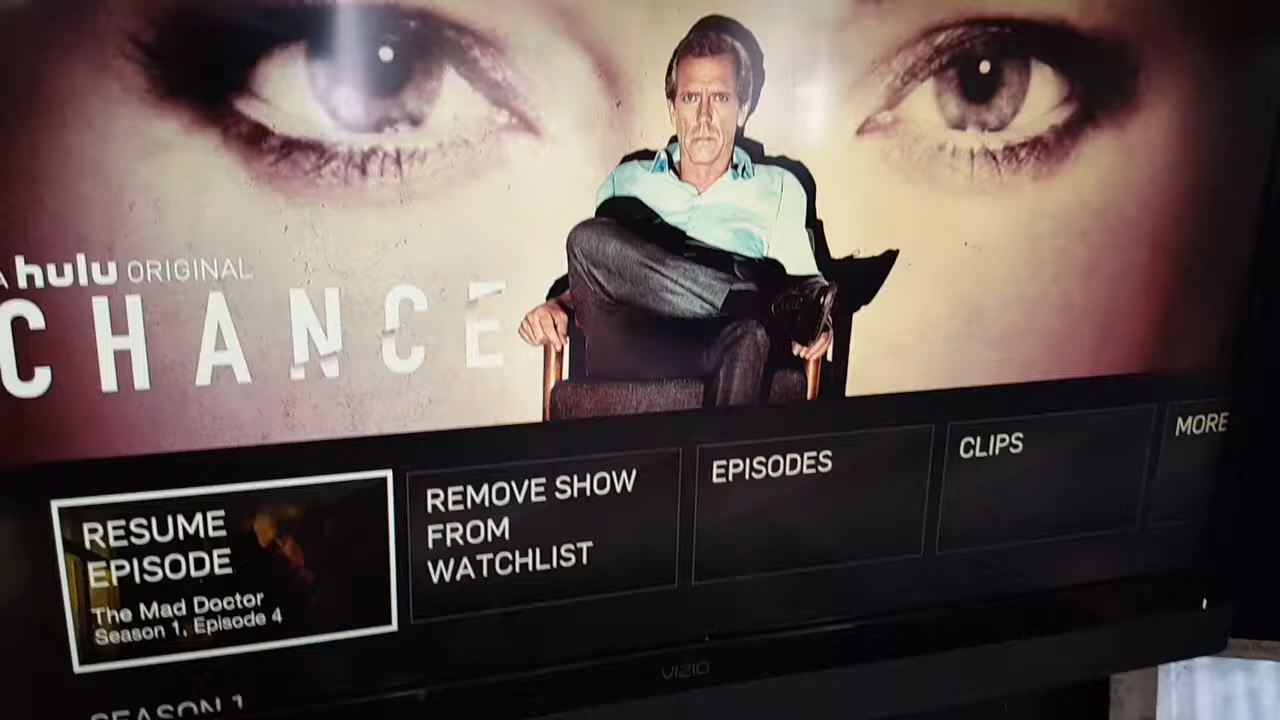 A hulu ORIGINAL
CHANCE
RESUME
EPISODE
The Mad Doctor
Season 1, Episode 4
REMOVE SHOW
FROM
WATCHLIST
EPISODES
CLIPS
MORE
VIZIO
SEASON 1